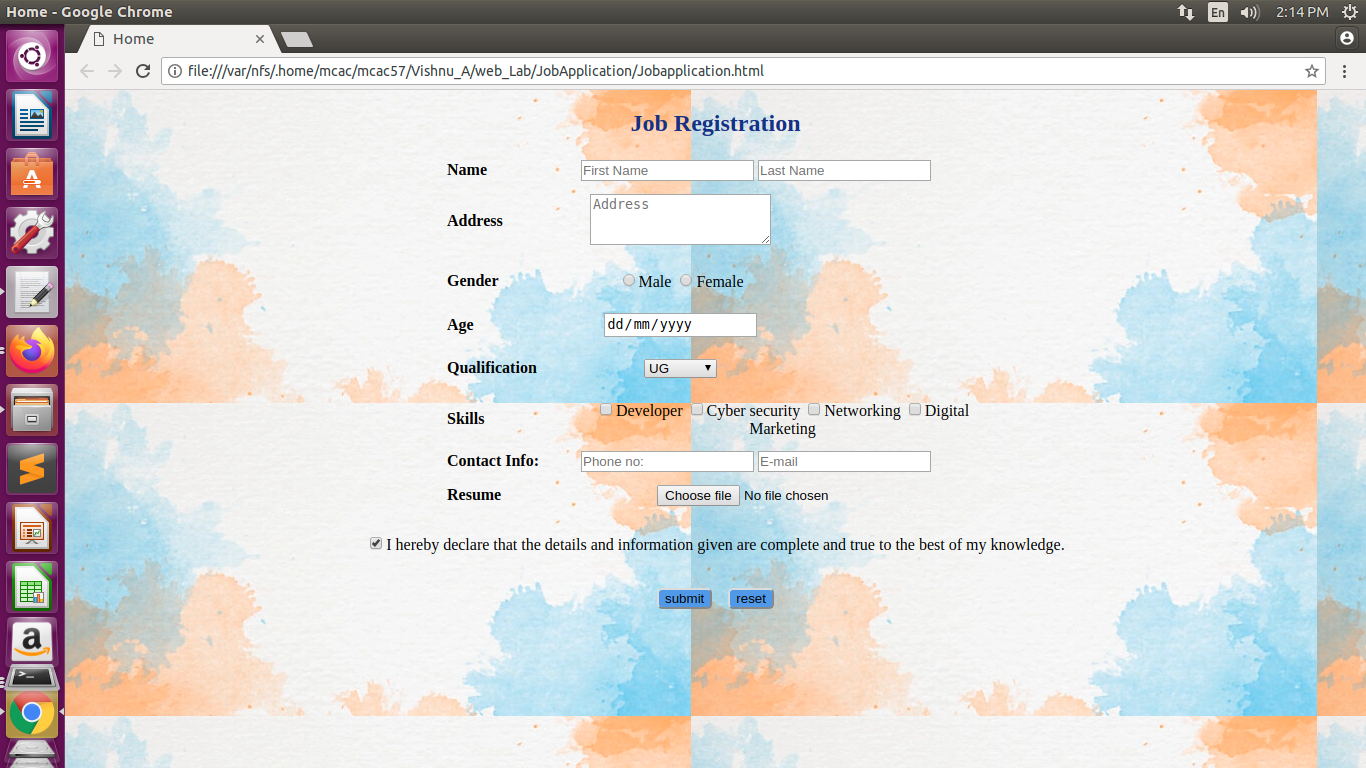 Home - Google Chrome
En
2:14 PM
Home
file:///var/nfs/.home/mcac/mcac57/Vishnu_A/web_Lab/JobApplication/Jobapplication.html
Job Registration
Name First Name Last Name
Address Address
Gender Male Female
Age dd/mm/yyyy
Qualification UG
Skills Developer Cyber security Networking Digital
Marketing
Contact Info: Phone no: E-mail
Resume Choose file No file chosen
I hereby declare that the details and information given are complete and true to the best of my knowledge.
submit reset